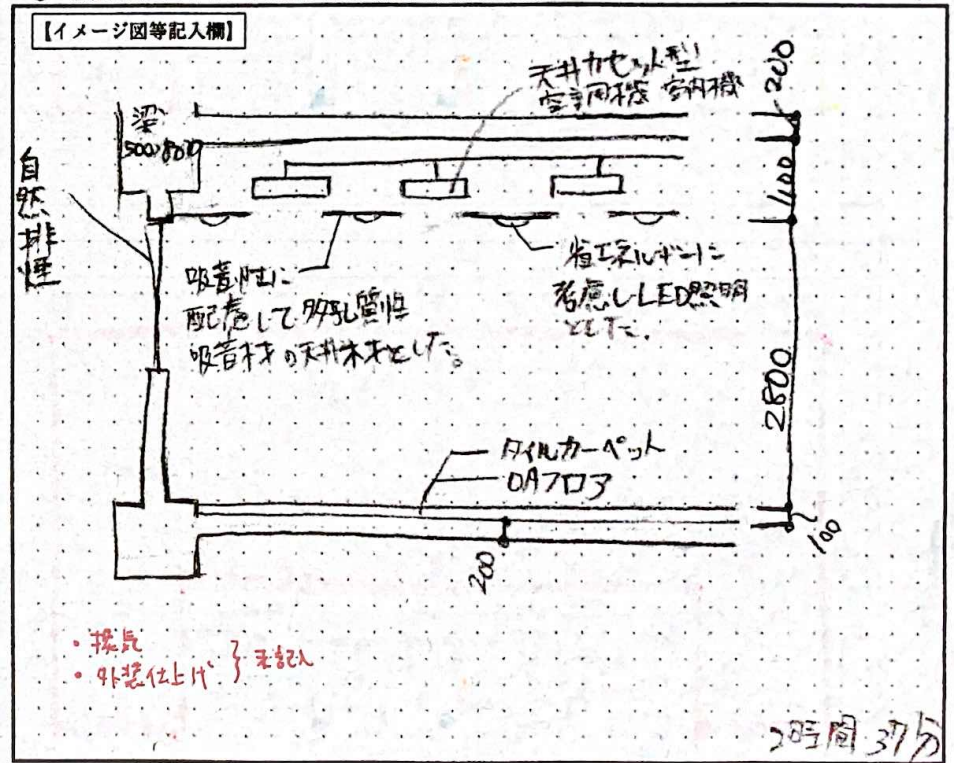 【イメージ図等記入欄】
天井カセット型
空調機 室内機
200
梁
500×800
1100
自然排煙
吸音性に
配慮して多孔質性
吸音材の天井材とした。
省エネルギーに
考慮しLED照明
とした。
2800
タイルカーペット
OAフロア
100
200
・換気
・外装仕上げ } 未記入
2時間37分